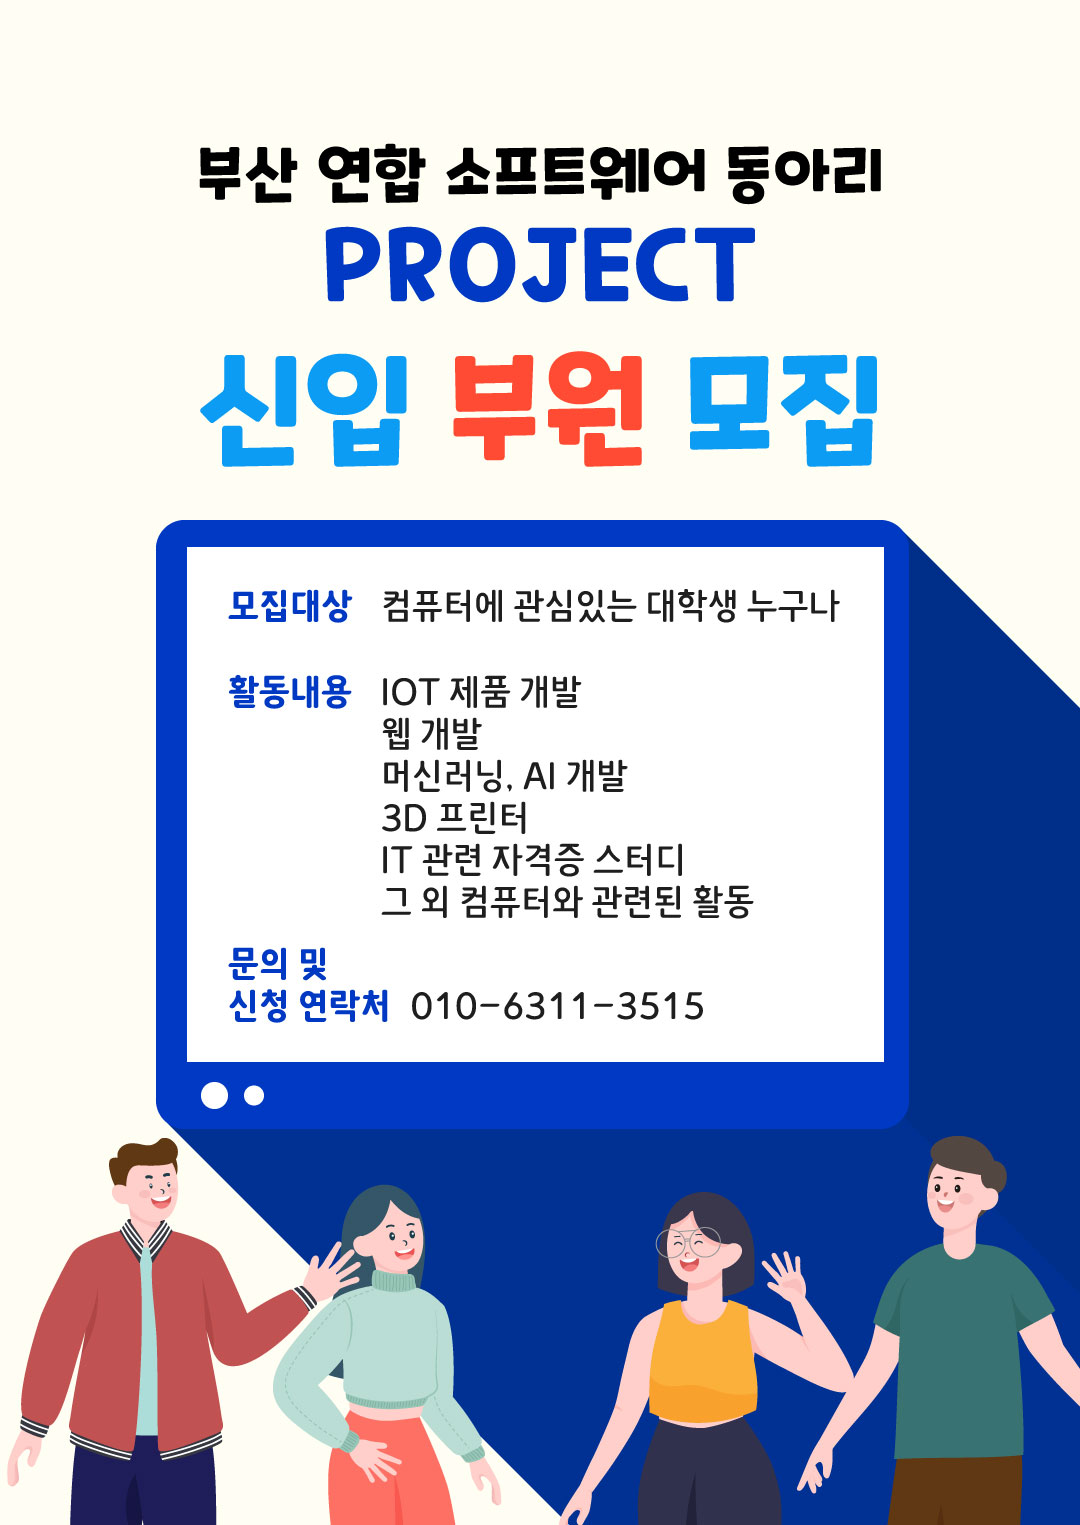 부산 연합 소프트웨어 동아리
PROJECT
신입 부원 모집
모집대상 컴퓨터에 관심있는 대학생 누구나
활동내용 IOT 제품 개발
웹 개발
머신러닝, AI 개발
3D 프린터
IT 관련 자격증 스터디
그 외 컴퓨터와 관련된 활동
문의 및
신청 연락처 010-6311-3515